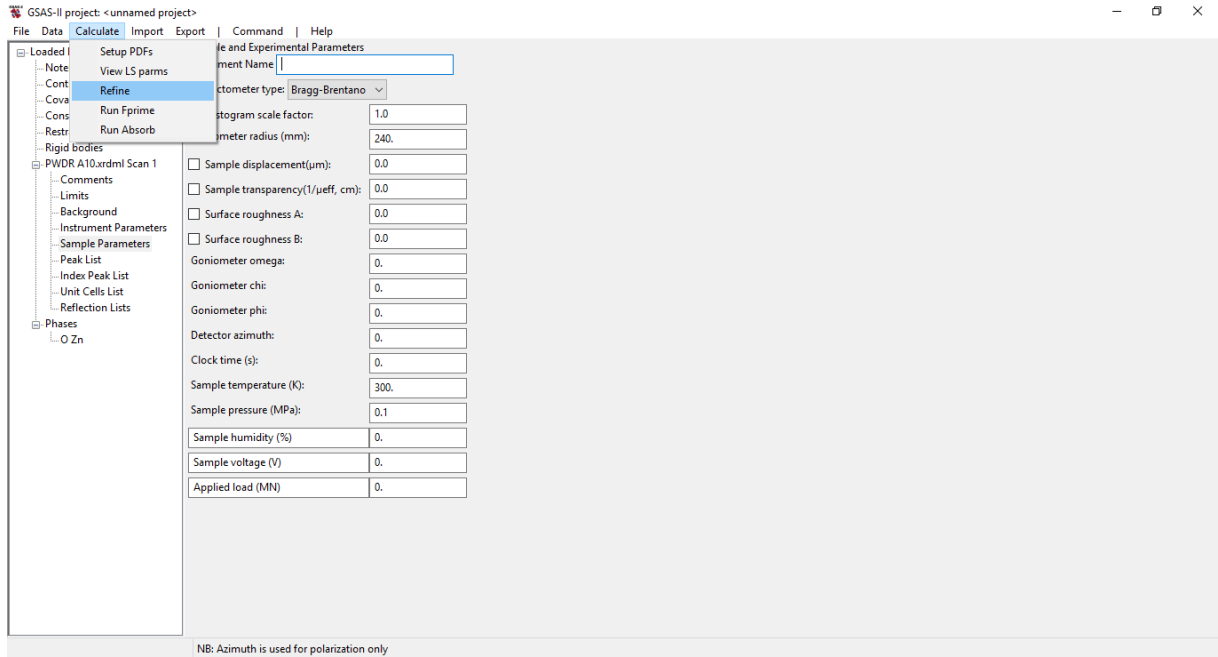 GSAS-II project: <unnamed project>
File Data Calculate Import Export | Command | Help
Setup PDFs
View LS parms
Refine
Run Fprime
Run Absorb
Loaded
Note
Cont
Cova
Cons
Restr
Rigid bodies
PWDR A10.xrdml Scan 1
Comments
Limits
Background
Instrument Parameters
Sample Parameters
Peak List
Index Peak List
Unit Cells List
Reflection Lists
Phases
O Zn
le and Experimental Parameters
ment Name
ctometer type: Bragg-Brentano
stogram scale factor: 1.0
ometer radius (mm): 240.
Sample displacement(μm): 0.0
Sample transparency(1/μeff, cm): 0.0
Surface roughness A: 0.0
Surface roughness B: 0.0
Goniometer omega: 0.
Goniometer chi: 0.
Goniometer phi: 0.
Detector azimuth: 0.
Clock time (s): 0.
Sample temperature (K): 300.
Sample pressure (MPa): 0.1
Sample humidity (%) 0.
Sample voltage (V) 0.
Applied load (MN) 0.
NB: Azimuth is used for polarization only